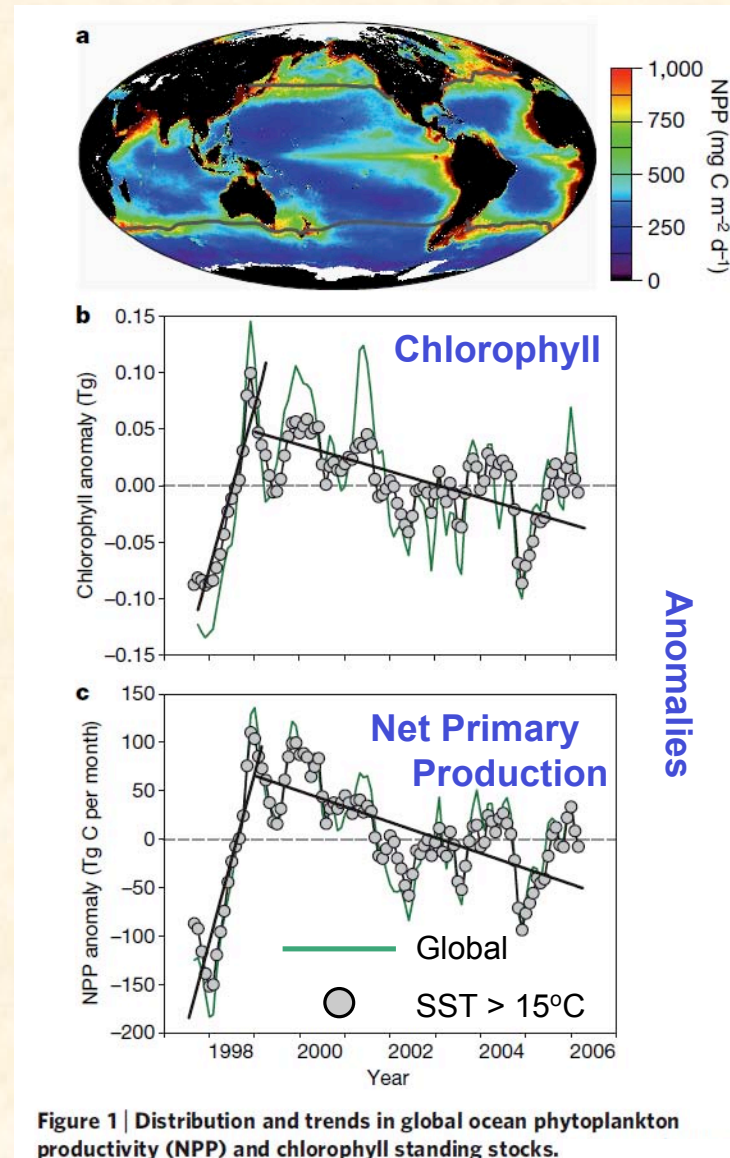 a
1,000
750
500
250
0
NPP (mg C m⁻² d⁻¹)
b
Chlorophyll
0.15
0.10
0.05
0.00
−0.05
−0.10
−0.15
Chlorophyll anomaly (Tg)
Anomalies
c
Net Primary
Production
150
100
50
0
−50
−100
−150
−200
NPP anomaly (Tg C per month)
Global
SST > 15ºC
1998 2000 2002 2004 2006
Year
Figure 1 | Distribution and trends in global ocean phytoplankton
productivity (NPP) and chlorophyll standing stocks.